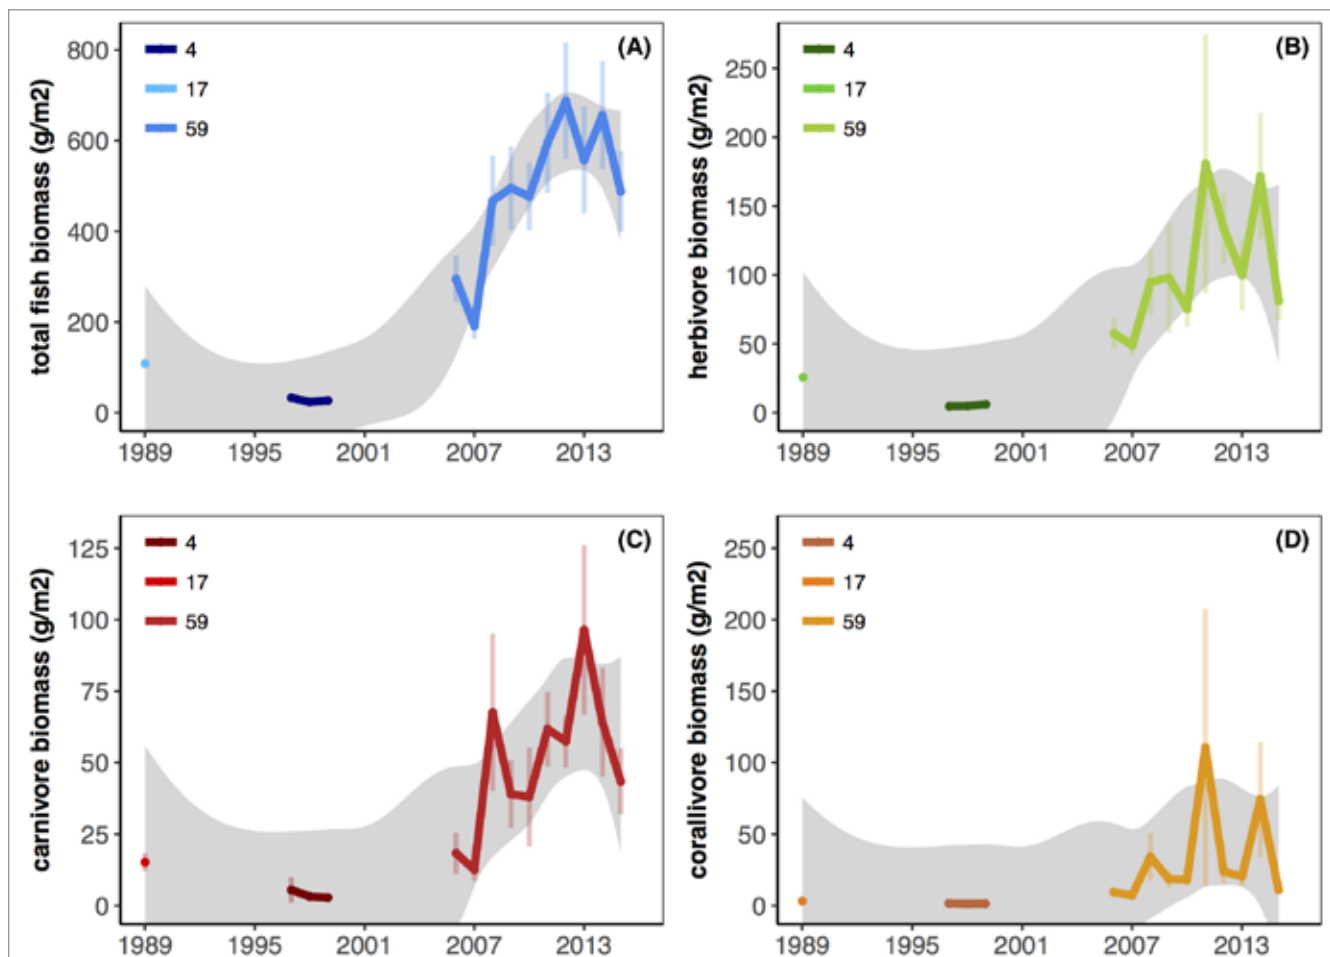 (A)
4
17
59
total fish biomass (g/m2)
800
600
400
200
0
1989 1995 2001 2007 2013
(B)
4
17
59
herbivore biomass (g/m2)
250
200
150
100
50
0
1989 1995 2001 2007 2013
(C)
4
17
59
carnivore biomass (g/m2)
125
100
75
50
25
0
1989 1995 2001 2007 2013
(D)
4
17
59
corallivore biomass (g/m2)
250
200
150
100
50
0
1989 1995 2001 2007 2013